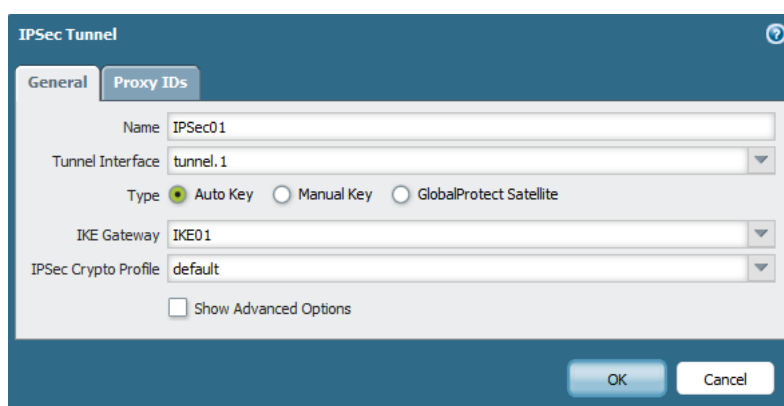 IPSec Tunnel
General Proxy IDs
Name IPSec01
Tunnel Interface tunnel.1
Type Auto Key Manual Key GlobalProtect Satellite
IKE Gateway IKE01
IPSec Crypto Profile default
Show Advanced Options
OK Cancel